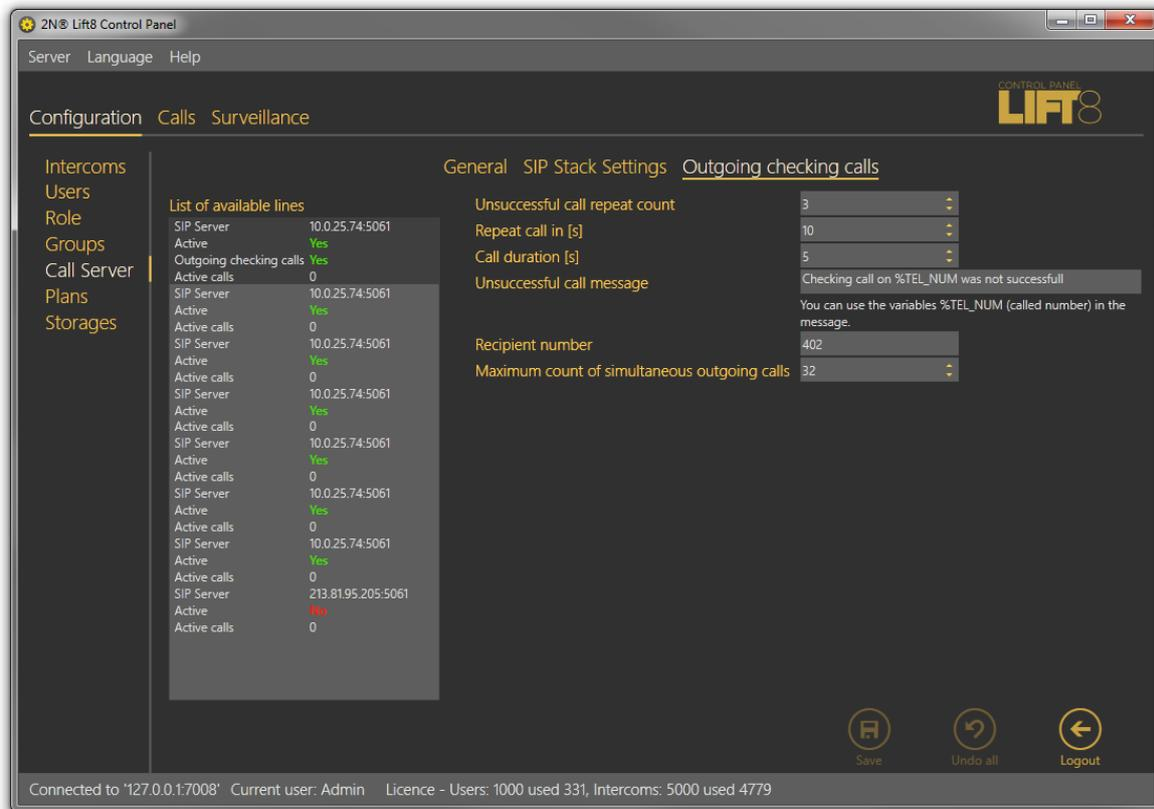 2N® Lift8 Control Panel
Server Language Help
CONTROL PANEL
LIFT8
Configuration Calls Surveillance
Intercoms
Users
Role
Groups
Call Server
Plans
Storages
General SIP Stack Settings Outgoing checking calls
List of available lines
SIP Server 10.0.25.74:5061
Active Yes
Outgoing checking calls Yes
Active calls 0
SIP Server 10.0.25.74:5061
Active Yes
Active calls 0
SIP Server 10.0.25.74:5061
Active Yes
Active calls 0
SIP Server 10.0.25.74:5061
Active Yes
Active calls 0
SIP Server 10.0.25.74:5061
Active Yes
Active calls 0
SIP Server 10.0.25.74:5061
Active Yes
Active calls 0
SIP Server 10.0.25.74:5061
Active Yes
Active calls 0
SIP Server 213.81.95.205:5061
Active No
Active calls 0
Unsuccessful call repeat count 3
Repeat call in [s] 10
Call duration [s] 5
Unsuccessful call message Checking call on %TEL_NUM was not successfull
You can use the variables %TEL_NUM (called number) in the
message.
Recipient number 402
Maximum count of simultaneous outgoing calls 32
Save Undo all Logout
Connected to '127.0.0.1:7008' Current user: Admin Licence - Users: 1000 used 331, Intercoms: 5000 used 4779